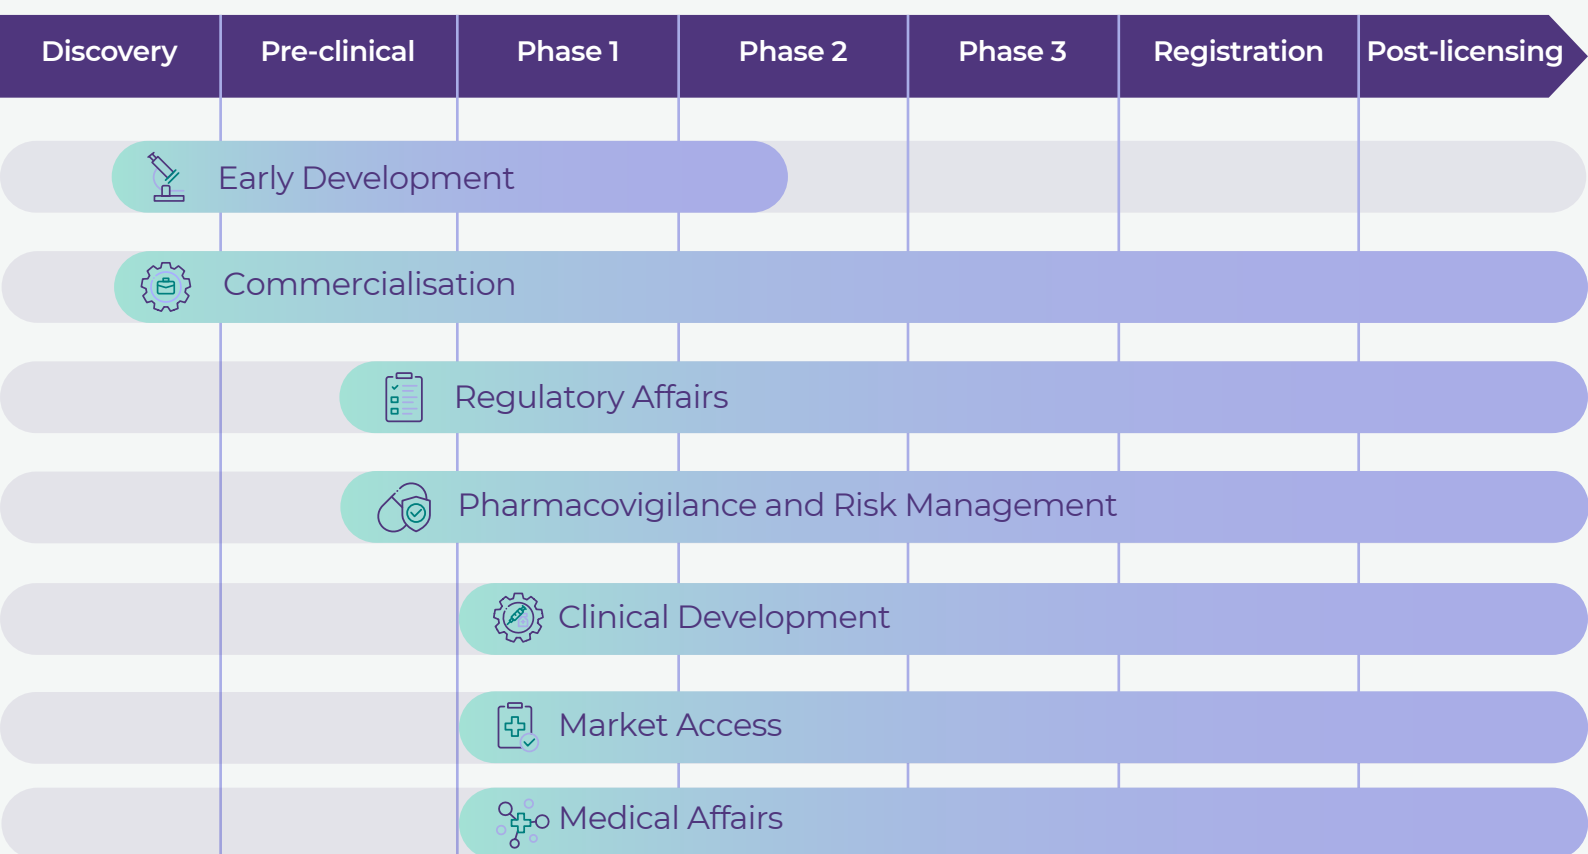 Discovery
Pre-clinical
Phase 1
Phase 2
Phase 3
Registration
Post-licensing
Early Development
Commercialisation
Regulatory Affairs
Pharmacovigilance and Risk Management
Clinical Development
Market Access
Medical Affairs